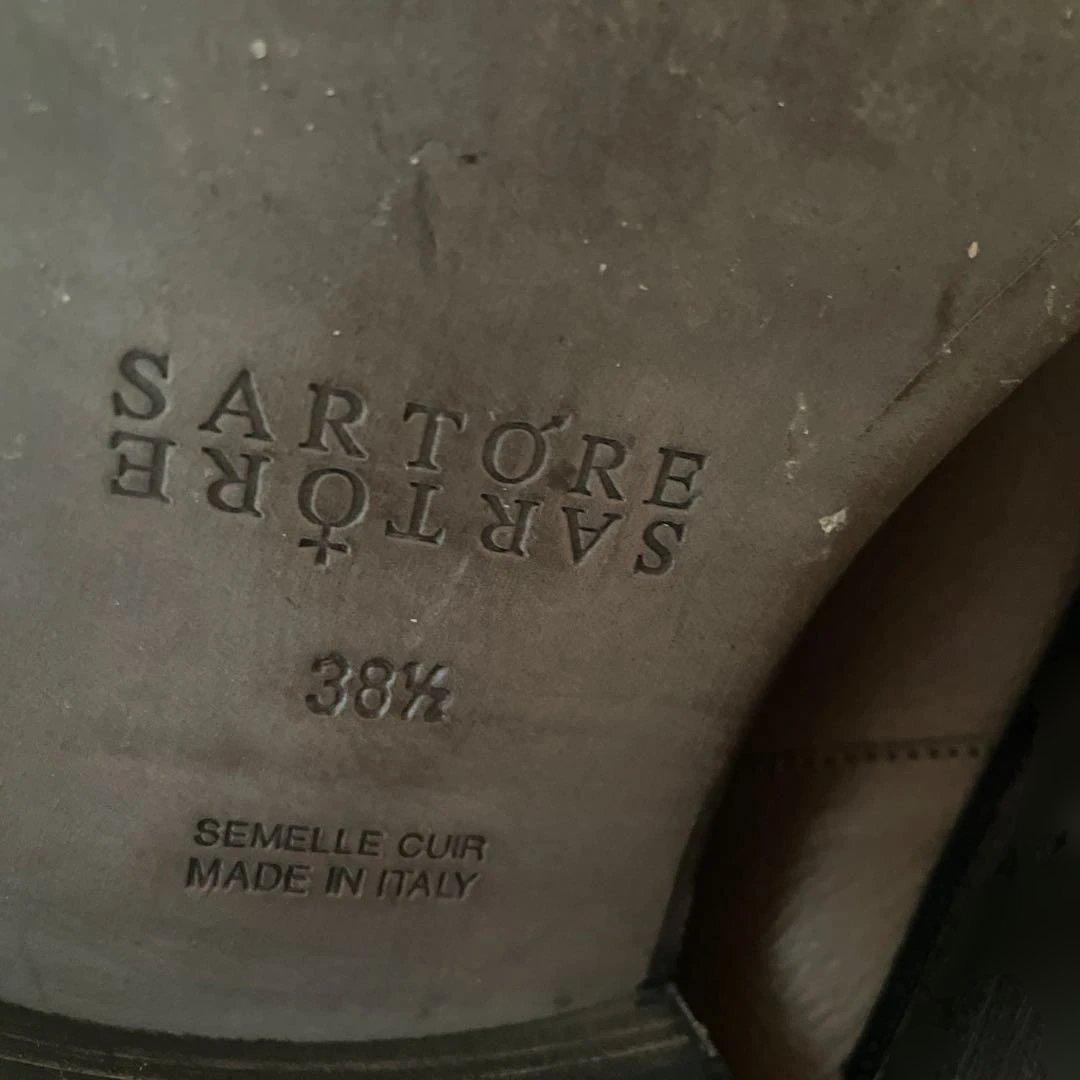 SARTORE
SARTORE
38½
SEMELLE CUIR
MADE IN ITALY